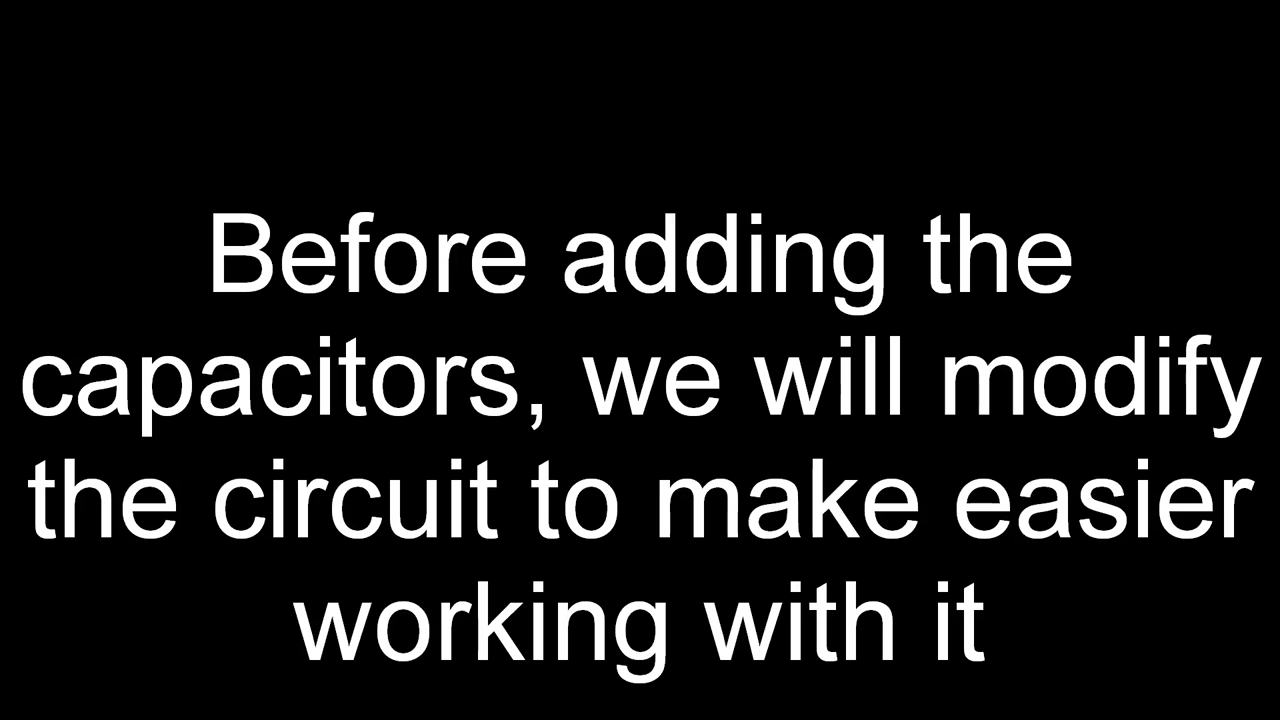 Before adding the
capacitors, we will modify
the circuit to make easier
working with it